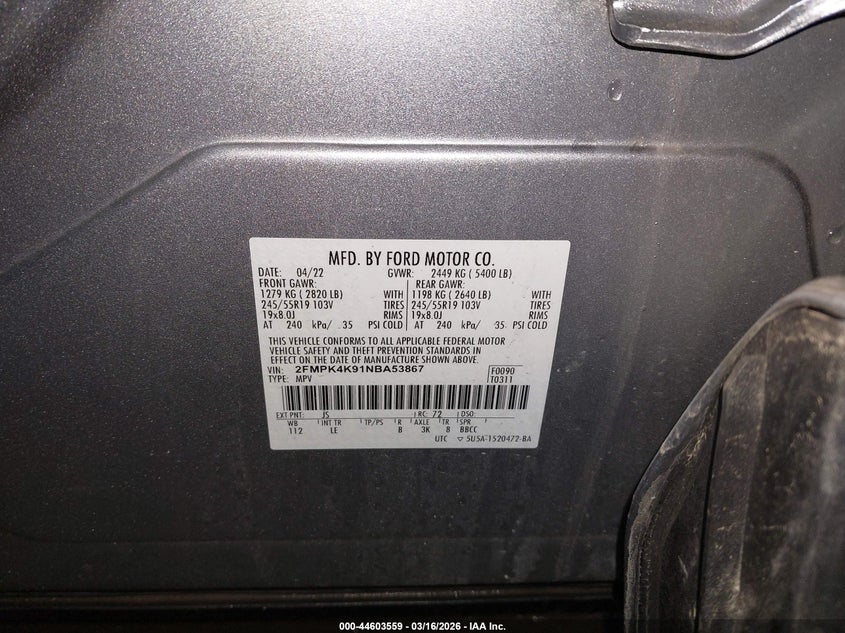 MFD. BY FORD MOTOR CO.
DATE: 04/22 GVWR: 2449 KG ( 5400 LB)
FRONT GAWR: REAR GAWR:
1279 KG ( 2820 LB) WITH 1198 KG ( 2640 LB) WITH
245/55R19 103V TIRES 245/55R19 103V TIRES
19x8.0J RIMS 19x8.0J RIMS
AT 240 kPa/ 35 PSI COLD AT 240 kPa/ 35 PSI COLD
THIS VEHICLE CONFORMS TO ALL APPLICABLE FEDERAL MOTOR
VEHICLE SAFETY AND THEFT PREVENTION STANDARDS IN
EFFECT ON THE DATE OF MANUFACTURE SHOWN ABOVE.
VIN: 2FMPK4K91NBA53867 F0090
TYPE: MPV T0311
EXT PNT: JS RC: 72 DSO:
WB INT TR TP/PS R AXLE TR SPR
112 LE B 3K 8 BBCC
UTC ▽ 5U5A-1520472-BA
000-44603559 - 03/16/2026 - IAA Inc.